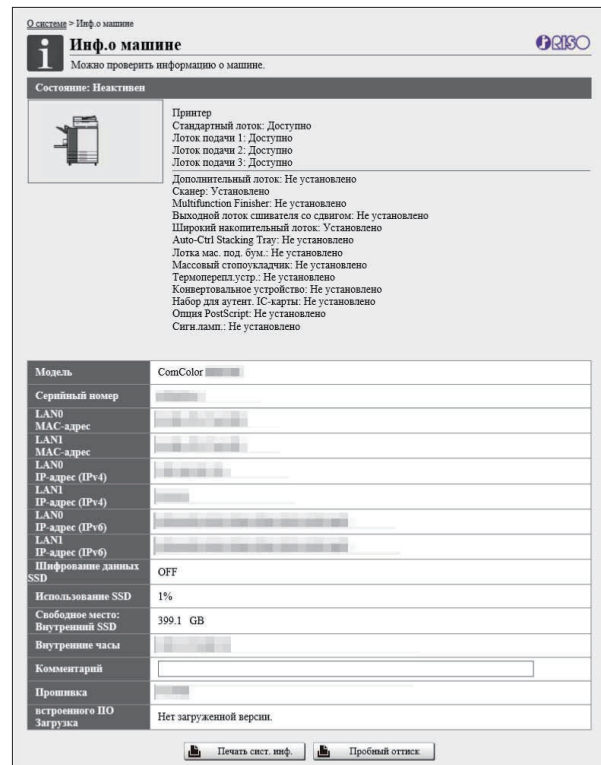 О системе > Инф.о машине
Инф.о машине
RISO
Можно проверить информацию о машине.
Состояние: Неактивен
Принтер
Стандартный лоток: Доступно
Лоток подачи 1: Доступно
Лоток подачи 2: Доступно
Лоток подачи 3: Доступно
Дополнительный лоток: Не установлено
Сканер: Установлено
Multifunction Finisher: Не установлено
Выходной лоток сшивателя со сдвигом: Не установлено
Широкий накопительный лоток: Установлено
Auto-Ctrl Stacking Tray: Не установлено
Лотка мас. под. бум.: Не установлено
Массовый стопоукладчик: Не установлено
Термоперепл.устр.: Не установлено
Конвертовальное устройство: Не установлено
Набор для аутент. IC-карты: Не установлено
Опция PostScript: Не установлено
Сигн.ламп.: Не установлено
Модель ComColor
Серийный номер
LAN0
MAC-адрес
LAN1
MAC-адрес
LAN0
IP-адрес (IPv4)
LAN1
IP-адрес (IPv4)
LAN0
IP-адрес (IPv6)
LAN1
IP-адрес (IPv6)
Шифрование данных
SSD
OFF
Использование SSD 1%
Свободное место:
Внутренний SSD
399.1 GB
Внутренние часы
Комментарий
Прошивка
встроенного ПО
Загрузка
Нет загруженной версии.
Печать сист. инф. Пробный оттиск